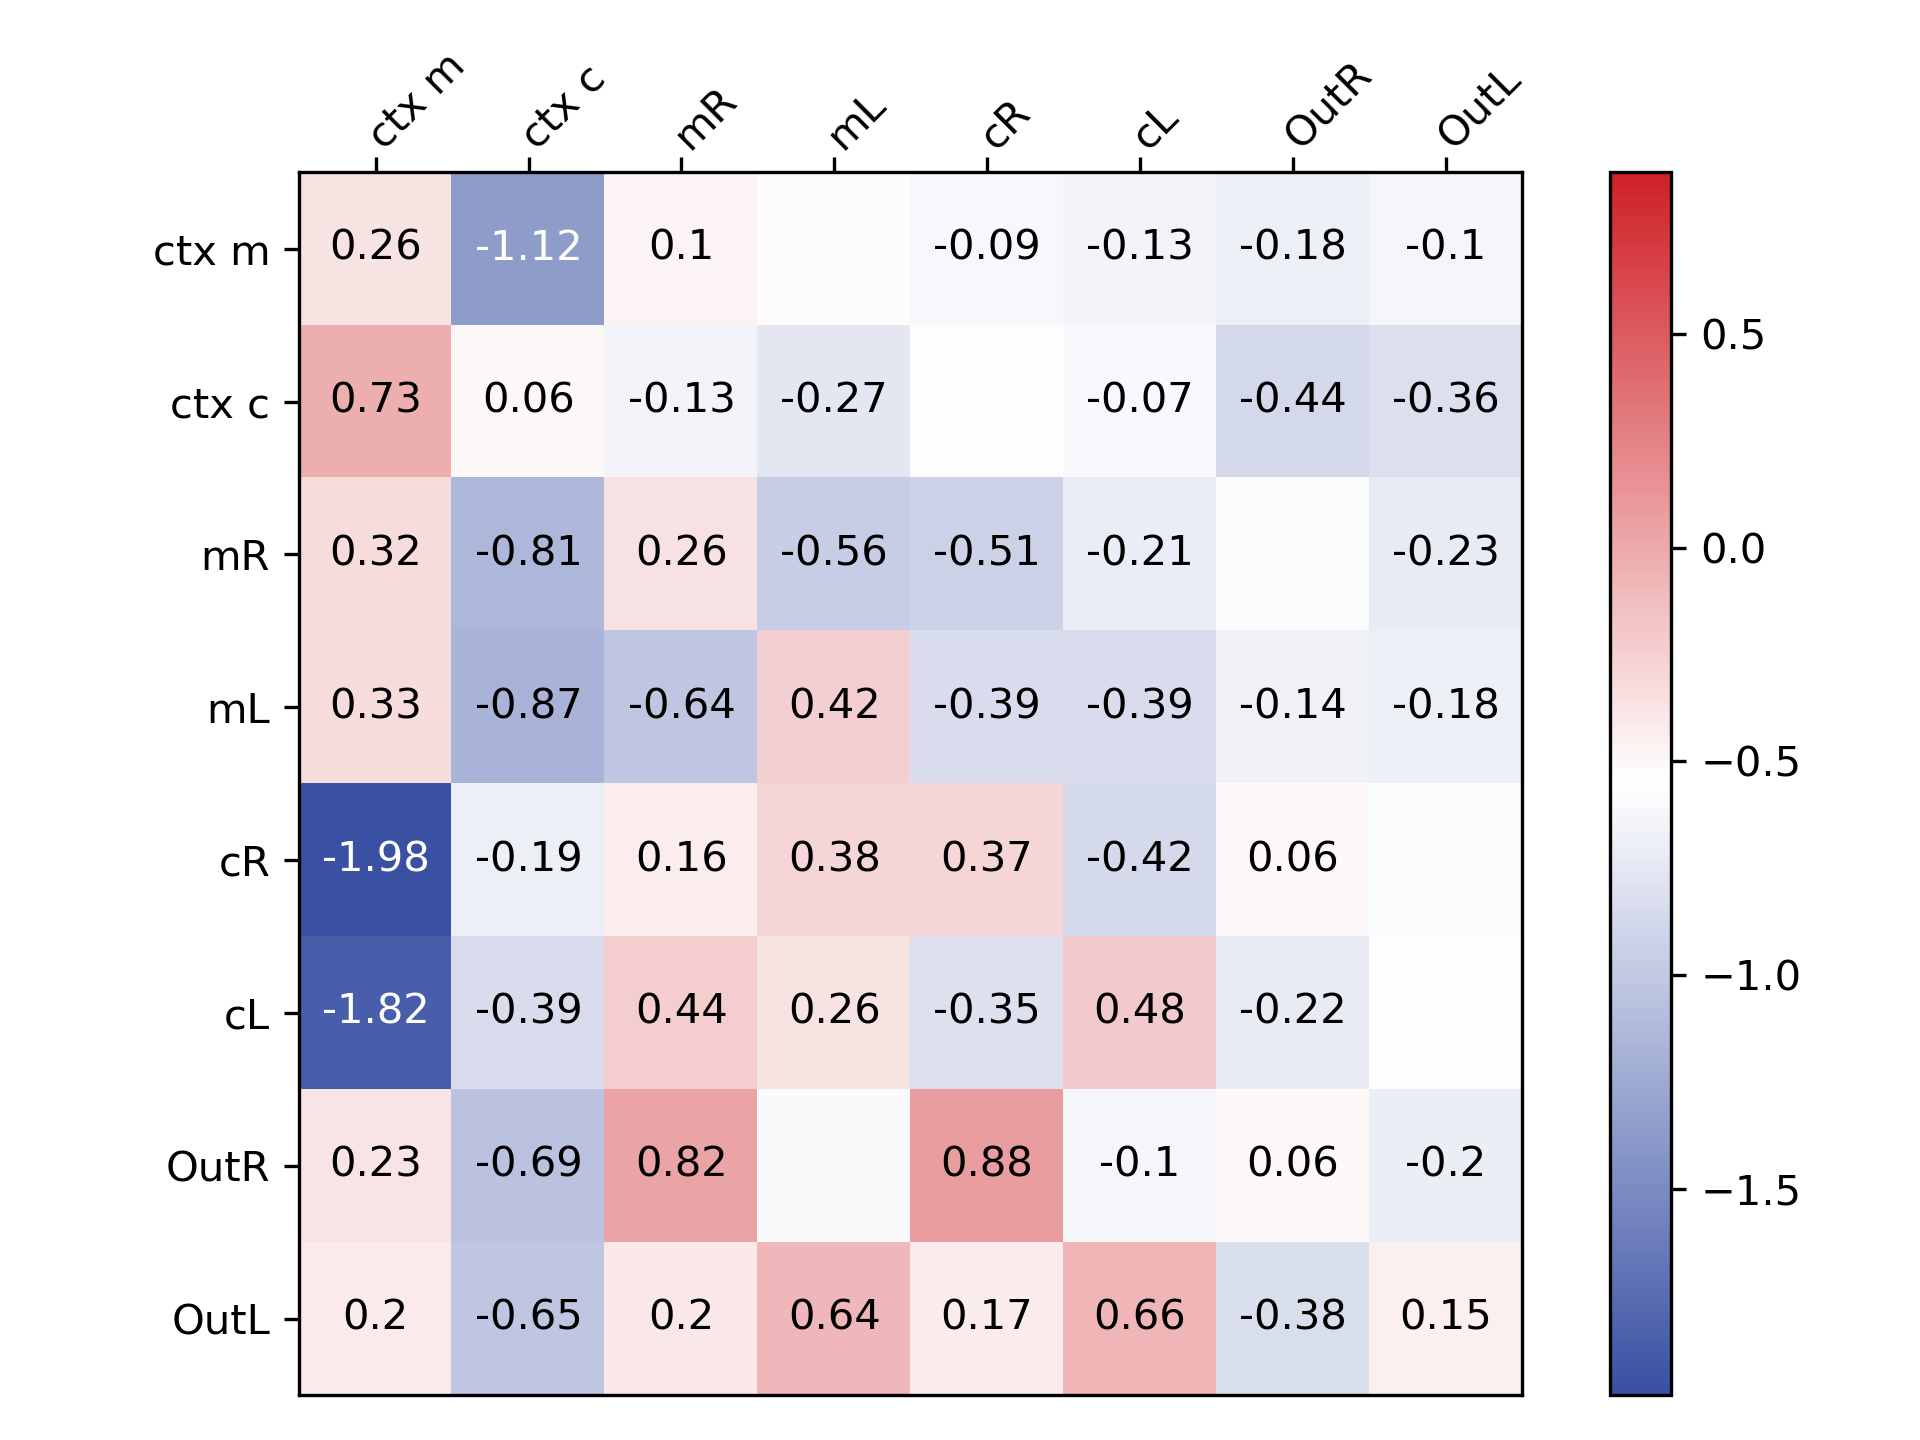 ctx m ctx c mR mL cR cL OutR OutL
ctx m 0.26 -1.12 0.1 -0.09 -0.13 -0.18 -0.1
ctx c 0.73 0.06 -0.13 -0.27 -0.07 -0.44 -0.36
mR 0.32 -0.81 0.26 -0.56 -0.51 -0.21 -0.23
mL 0.33 -0.87 -0.64 0.42 -0.39 -0.39 -0.14 -0.18
cR -1.98 -0.19 0.16 0.38 0.37 -0.42 0.06
cL -1.82 -0.39 0.44 0.26 -0.35 0.48 -0.22
OutR 0.23 -0.69 0.82 0.88 -0.1 0.06 -0.2
OutL 0.2 -0.65 0.2 0.64 0.17 0.66 -0.38 0.15
0.5
0.0
−0.5
−1.0
−1.5